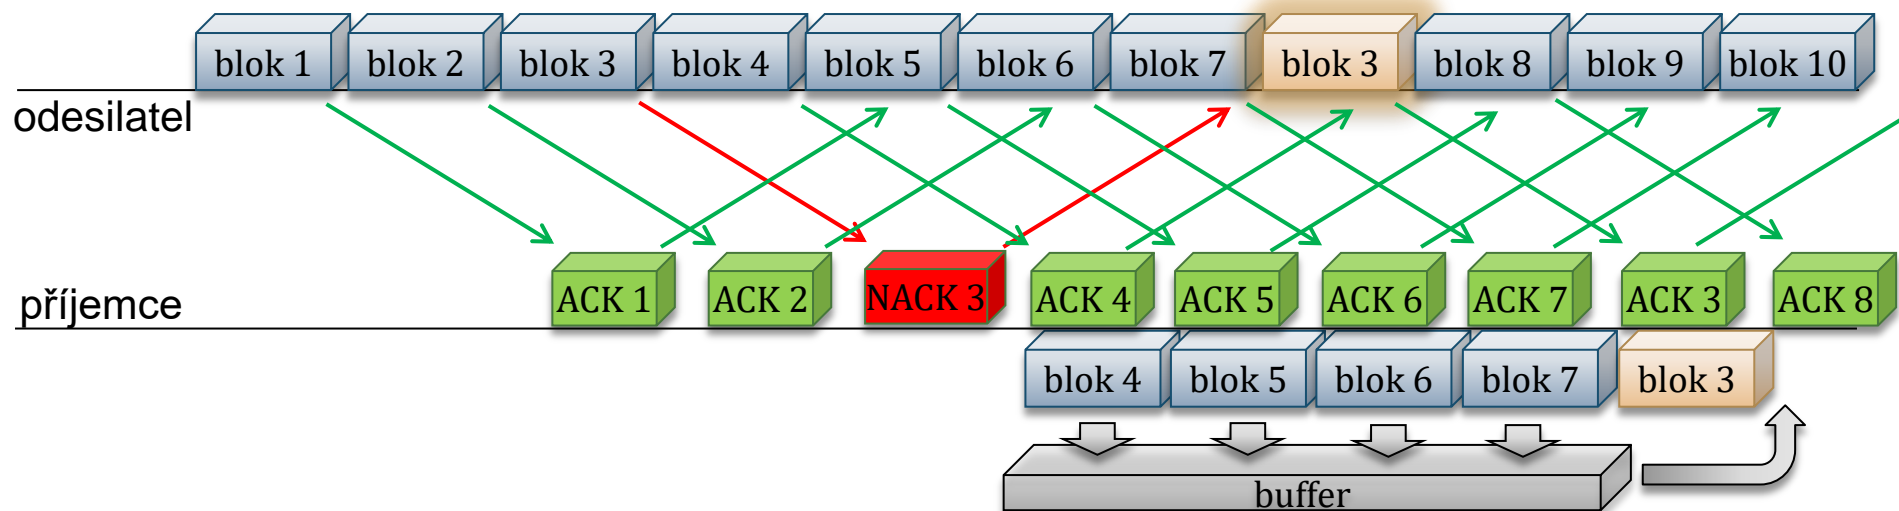 blok 1 blok 2 blok 3 blok 4 blok 5 blok 6 blok 7 blok 3 blok 8 blok 9 blok 10
odesilatel
ACK 1 ACK 2 NACK 3 ACK 4 ACK 5 ACK 6 ACK 7 ACK 3 ACK 8
příjemce
blok 4 blok 5 blok 6 blok 7 blok 3
buffer